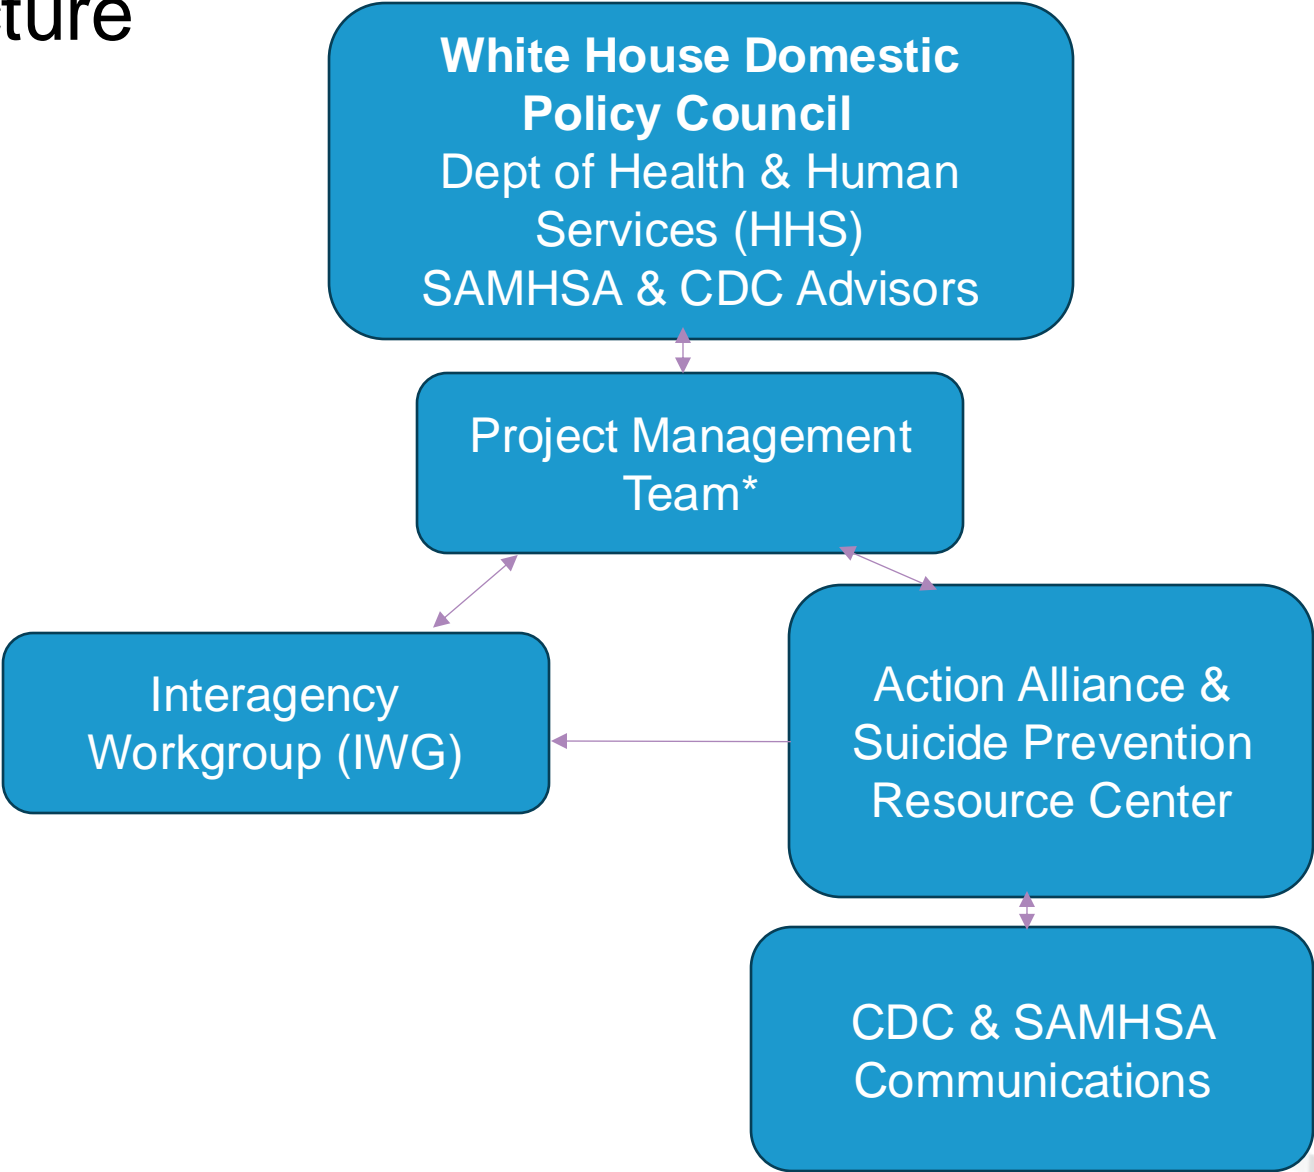 White House Domestic
Policy Council
Dept of Health & Human
Services (HHS)
SAMHSA & CDC Advisors
Project Management
Team*
Interagency
Workgroup (IWG)
Action Alliance &
Suicide Prevention
Resource Center
CDC & SAMHSA
Communications